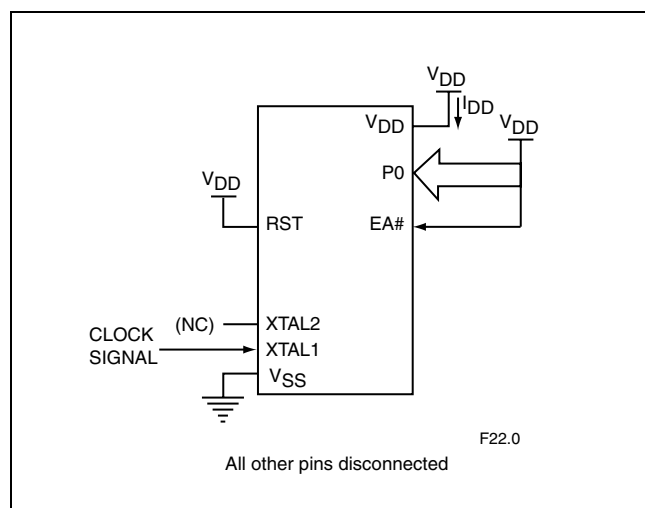 VDD
IDD
VDD
VDD
P0
VDD
RST
EA#
(NC)
XTAL2
CLOCK
SIGNAL
XTAL1
VSS
F22.0
All other pins disconnected